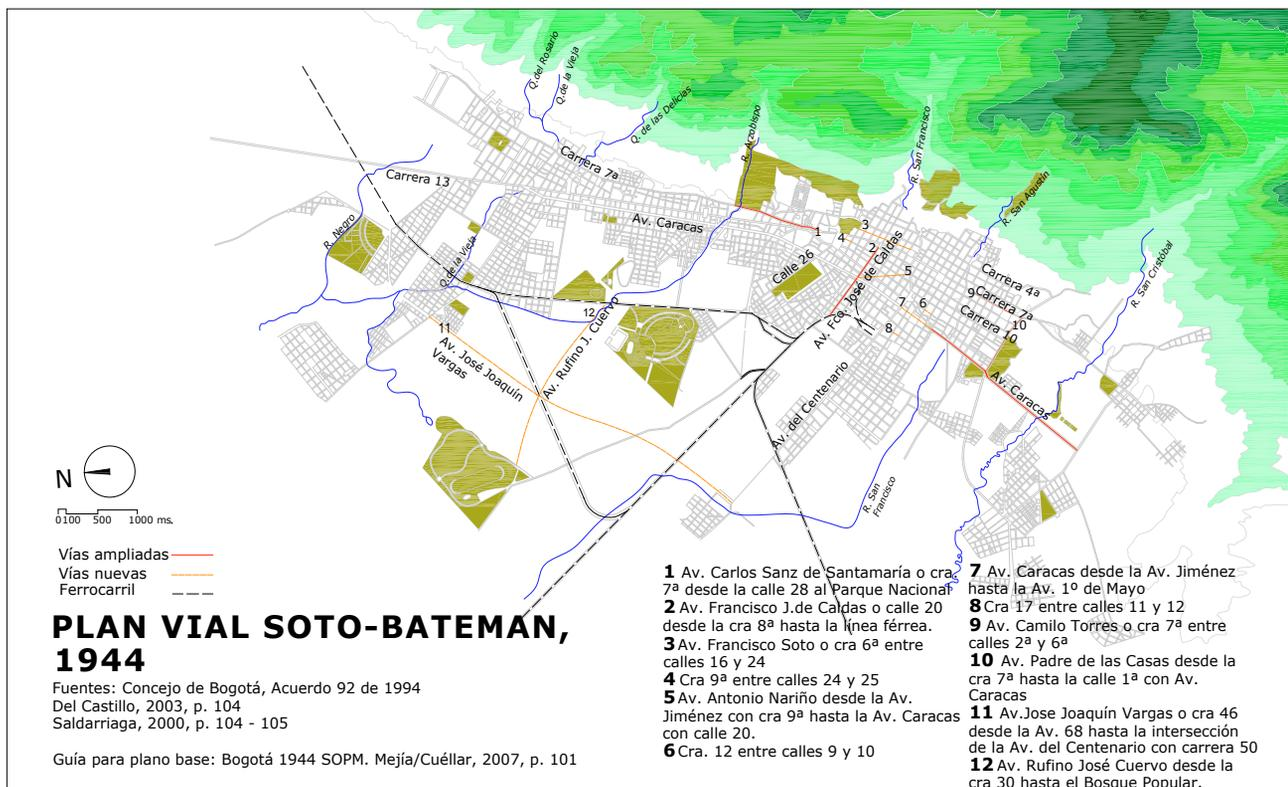 Q.del Rosario
Q.de la Vieja
Q. de las Delicias
R. Arzobispo
R. San Francisco
R. San Agustín
R. San Cristóbal
Carrera 7ª
Carrera 13
R. Negro
Av. Caracas
Q.de la Vieja
Calle 26
1
4
3
2
5
Av. Fco. José de Caldas
7
6
8
9
10
Carrera 4ª
Carrera 7ª
Carrera 10
12
11
Av. José Joaquín
Vargas
Av. Rufino J. Cuervo
Av. del Centenario
Av. Caracas
R. San
Francisco
N
0 100 500 1000 ms.
Vías ampliadas
Vías nuevas
Ferrocarril
PLAN VIAL SOTO-BATEMAN,
1944
Fuentes: Concejo de Bogotá, Acuerdo 92 de 1994
Del Castillo, 2003, p. 104
Saldarriaga, 2000, p. 104 - 105
Guía para plano base: Bogotá 1944 SOPM. Mejía/Cuéllar, 2007, p. 101
1 Av. Carlos Sanz de Santamaría o cra
7ª desde la calle 28 al Parque Nacional
2 Av. Francisco J.de Caldas o calle 20
desde la cra 8ª hasta la línea férrea.
3 Av. Francisco Soto o cra 6ª entre
calles 16 y 24
4 Cra 9ª entre calles 24 y 25
5 Av. Antonio Nariño desde la Av.
Jiménez con cra 9ª hasta la Av. Caracas
con calle 20.
6 Cra. 12 entre calles 9 y 10
7 Av. Caracas desde la Av. Jiménez
hasta la Av. 1º de Mayo
8 Cra 17 entre calles 11 y 12
9 Av. Camilo Torres o cra 7ª entre
calles 2ª y 6ª
10 Av. Padre de las Casas desde la
cra 7ª hasta la calle 1ª con Av.
Caracas
11 Av.Jose Joaquín Vargas o cra 46
desde la Av. 68 hasta la intersección
de la Av. del Centenario con carrera 50
12 Av. Rufino José Cuervo desde la
cra 30 hasta el Bosque Popular.